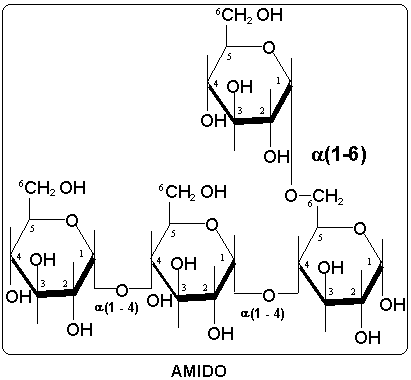 6CH2 OH
O
5
4 OH 1
3 2
OH OH
α(1-6)
O 6CH2
6CH2 OH 6CH2 OH
O O O
5 5 5
4 OH 1 4 OH 1 4 OH 1
3 2 3 2 3 2
OH O OH O OH
α(1 - 4) α(1 - 4)
OH OH OH
AMIDO